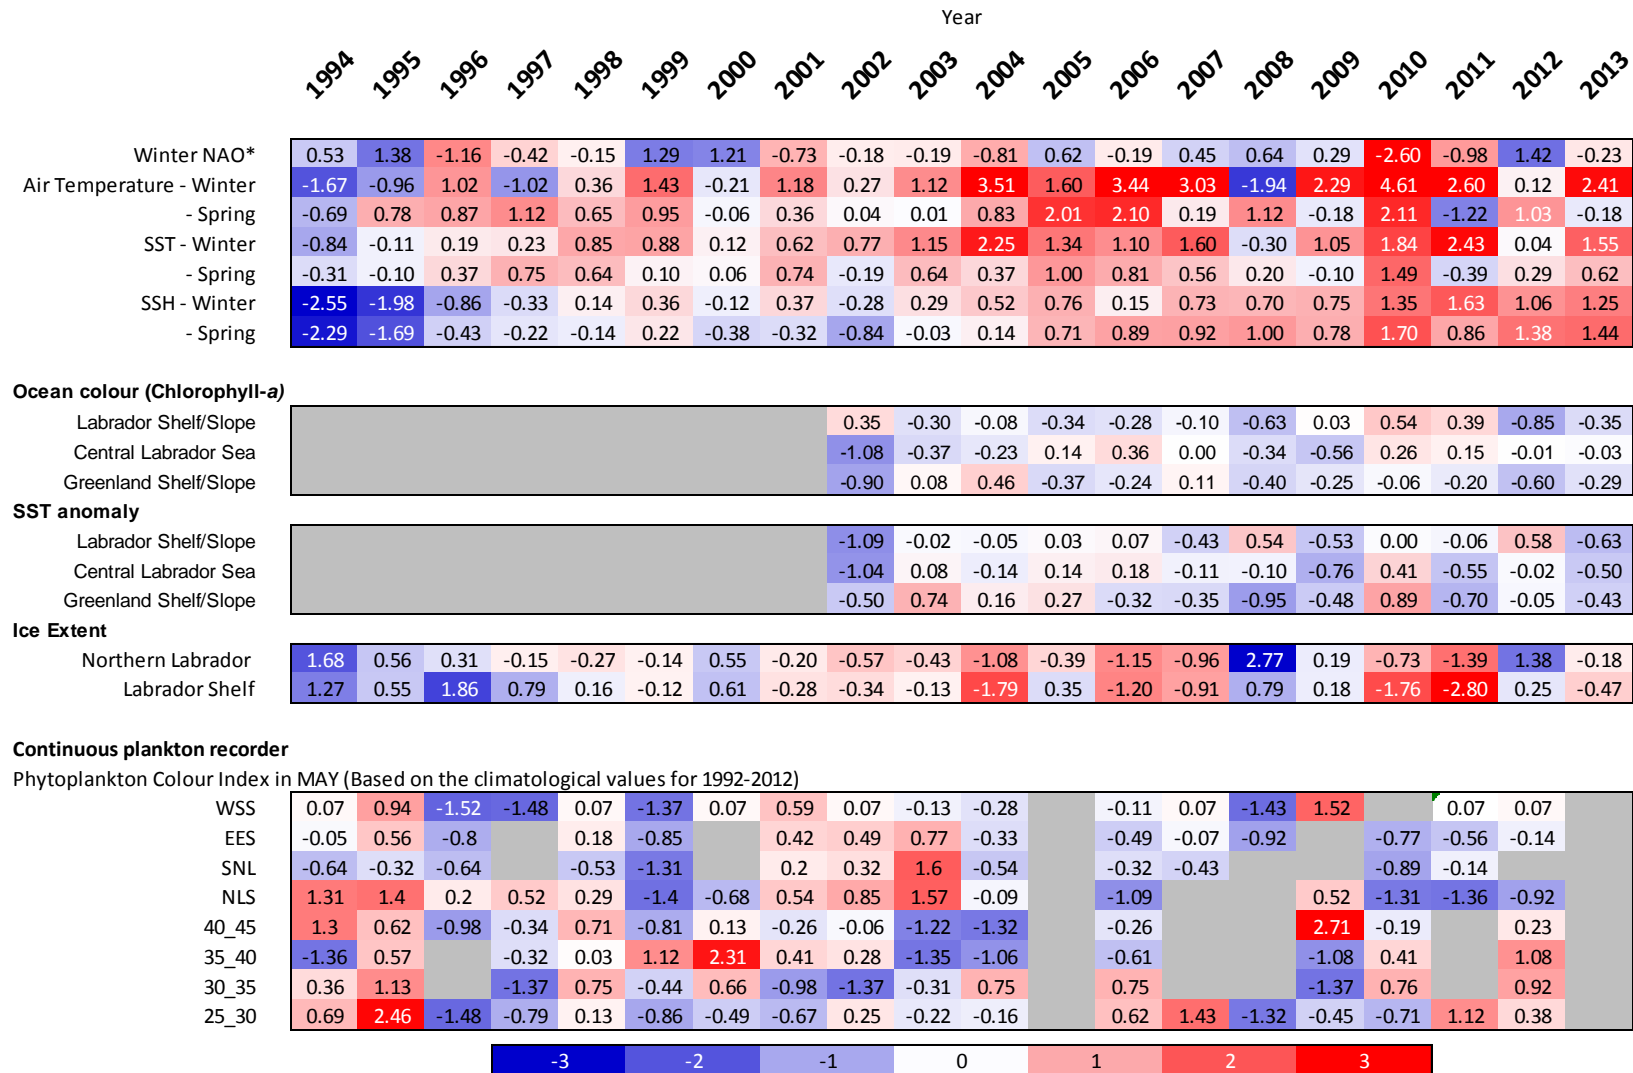 Year
1994 1995 1996 1997 1998 1999 2000 2001 2002 2003 2004 2005 2006 2007 2008 2009 2010 2011 2012 2013
Winter NAO* 0.53 1.38 -1.16 -0.42 -0.15 1.29 1.21 -0.73 -0.18 -0.19 -0.81 0.62 -0.19 0.45 0.64 0.29 -2.60 -0.98 1.42 -0.23
Air Temperature - Winter -1.67 -0.96 1.02 -1.02 0.36 1.43 -0.21 1.18 0.27 1.12 3.51 1.60 3.44 3.03 -1.94 2.29 4.61 2.60 0.12 2.41
- Spring -0.69 0.78 0.87 1.12 0.65 0.95 -0.06 0.36 0.04 0.01 0.83 2.01 2.10 0.19 1.12 -0.18 2.11 -1.22 1.03 -0.18
SST - Winter -0.84 -0.11 0.19 0.23 0.85 0.88 0.12 0.62 0.77 1.15 2.25 1.34 1.10 1.60 -0.30 1.05 1.84 2.43 0.04 1.55
- Spring -0.31 -0.10 0.37 0.75 0.64 0.10 0.06 0.74 -0.19 0.64 0.37 1.00 0.81 0.56 0.20 -0.10 1.49 -0.39 0.29 0.62
SSH - Winter -2.55 -1.98 -0.86 -0.33 0.14 0.36 -0.12 0.37 -0.28 0.29 0.52 0.76 0.15 0.73 0.70 0.75 1.35 1.63 1.06 1.25
- Spring -2.29 -1.69 -0.43 -0.22 -0.14 0.22 -0.38 -0.32 -0.84 -0.03 0.14 0.71 0.89 0.92 1.00 0.78 1.70 0.86 1.38 1.44
Ocean colour (Chlorophyll-a)
Labrador Shelf/Slope 0.35 -0.30 -0.08 -0.34 -0.28 -0.10 -0.63 0.03 0.54 0.39 -0.85 -0.35
Central Labrador Sea -1.08 -0.37 -0.23 0.14 0.36 0.00 -0.34 -0.56 0.26 0.15 -0.01 -0.03
Greenland Shelf/Slope -0.90 0.08 0.46 -0.37 -0.24 0.11 -0.40 -0.25 -0.06 -0.20 -0.60 -0.29
SST anomaly
Labrador Shelf/Slope -1.09 -0.02 -0.05 0.03 0.07 -0.43 0.54 -0.53 0.00 -0.06 0.58 -0.63
Central Labrador Sea -1.04 0.08 -0.14 0.14 0.18 -0.11 -0.10 -0.76 0.41 -0.55 -0.02 -0.50
Greenland Shelf/Slope -0.50 0.74 0.16 0.27 -0.32 -0.35 -0.95 -0.48 0.89 -0.70 -0.05 -0.43
Ice Extent
Northern Labrador 1.68 0.56 0.31 -0.15 -0.27 -0.14 0.55 -0.20 -0.57 -0.43 -1.08 -0.39 -1.15 -0.96 2.77 0.19 -0.73 -1.39 1.38 -0.18
Labrador Shelf 1.27 0.55 1.86 0.79 0.16 -0.12 0.61 -0.28 -0.34 -0.13 -1.79 0.35 -1.20 -0.91 0.79 0.18 -1.76 -2.80 0.25 -0.47
Continuous plankton recorder
Phytoplankton Colour Index in MAY (Based on the climatological values for 1992-2012)
WSS 0.07 0.94 -1.52 -1.48 0.07 -1.37 0.07 0.59 0.07 -0.13 -0.28 -0.11 0.07 -1.43 1.52 0.07 0.07
EES -0.05 0.56 -0.8 0.18 -0.85 0.42 0.49 0.77 -0.33 -0.49 -0.07 -0.92 -0.77 -0.56 -0.14
SNL -0.64 -0.32 -0.64 -0.53 -1.31 0.2 0.32 1.6 -0.54 -0.32 -0.43 -0.89 -0.14
NLS 1.31 1.4 0.2 0.52 0.29 -1.4 -0.68 0.54 0.85 1.57 -0.09 -1.09 0.52 -1.31 -1.36 -0.92
40_45 1.3 0.62 -0.98 -0.34 0.71 -0.81 0.13 -0.26 -0.06 -1.22 -1.32 -0.26 2.71 -0.19 0.23
35_40 -1.36 0.57 -0.32 0.03 1.12 2.31 0.41 0.28 -1.35 -1.06 -0.61 -1.08 0.41 1.08
30_35 0.36 1.13 -1.37 0.75 -0.44 0.66 -0.98 -1.37 -0.31 0.75 0.75 -1.37 0.76 0.92
25_30 0.69 2.46 -1.48 -0.79 0.13 -0.86 -0.49 -0.67 0.25 -0.22 -0.16 0.62 1.43 -1.32 -0.45 -0.71 1.12 0.38
-3 -2 -1 0 1 2 3